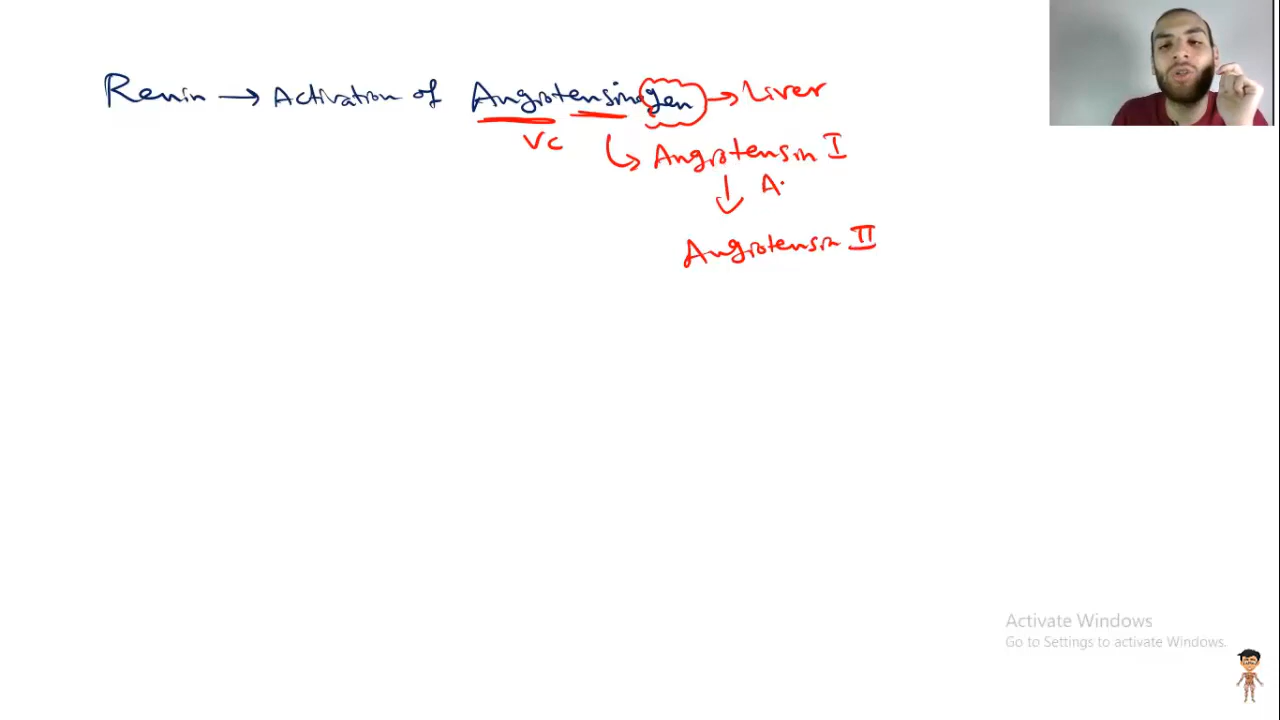 Renin → Activation of Angiotensinogen → Liver
VC
↳ Angiotensin I
↓ A.
Angiotensin II
Activate Windows
Go to Settings to activate Windows.